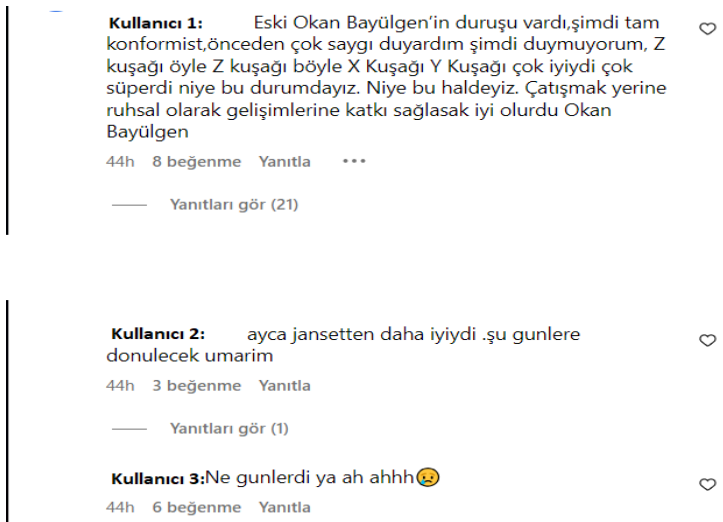 Kullanıcı 1: Eski Okan Bayülgen’in duruşu vardı,şimdi tam
konformist,önceden çok saygı duyardım şimdi duymuyorum, Z
kuşağı öyle Z kuşağı böyle X Kuşağı Y Kuşağı çok iyiydi çok
süperdi niye bu durumdayız. Niye bu haldeyiz. Çatışmak yerine
ruhsal olarak gelişimlerine katkı sağlasak iyi olurdu Okan
Bayülgen
44h 8 beğenme Yanıtla •••
Yanıtları gör (21)
Kullanıcı 2: ayca jansetten daha iyiydi .şu gunlere
donulecek umarim
44h 3 beğenme Yanıtla
Yanıtları gör (1)
Kullanıcı 3:Ne gunlerdi ya ah ahhh😢
44h 6 beğenme Yanıtla